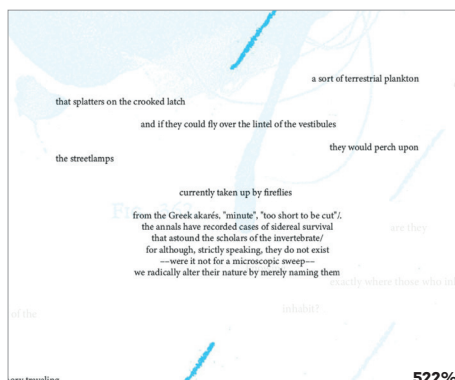 a sort of terrestrial plankton
that splatters on the crooked latch
and if they could fly over the lintel of the vestibules
they would perch upon
the streetlamps
currently taken up by fireflies
from the Greek akarés, "minute", "too short to be cut"/.
the annals have recorded cases of sidereal survival
that astound the scholars of the invertebrate/
for although, strictly speaking, they do not exist
––were it not for a microscopic sweep––
we radically alter their nature by merely naming them
are they
exactly where those who
inhabit?
of the
traveling
522%